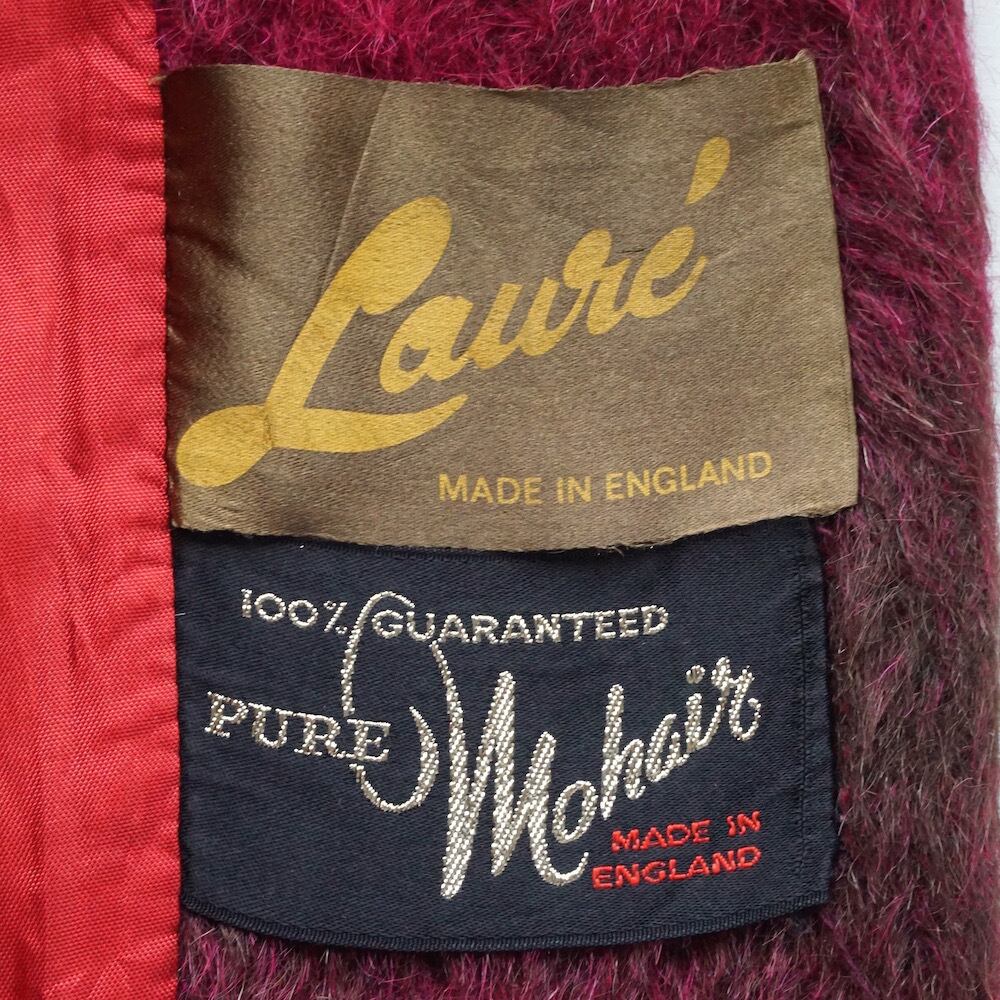 Lauré
MADE IN ENGLAND
100% GUARANTEED
PURE Mohair
MADE IN
ENGLAND